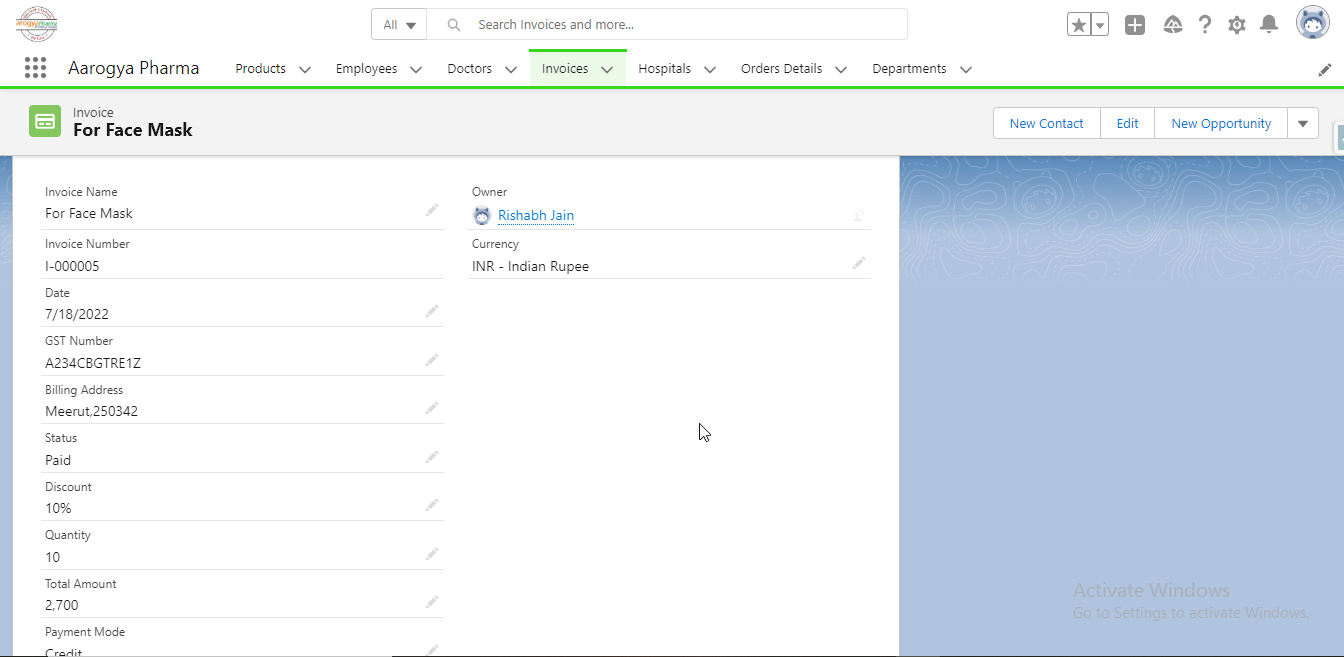 All
Search Invoices and more...
Aarogya Pharma
Products
Employees
Doctors
Invoices
Hospitals
Orders Details
Departments
Invoice
For Face Mask
New Contact
Edit
New Opportunity
Invoice Name
For Face Mask
Owner
Rishabh Jain
Invoice Number
I-000005
Currency
INR - Indian Rupee
Date
7/18/2022
GST Number
A234CBGTRE1Z
Billing Address
Meerut,250342
Status
Paid
Discount
10%
Quantity
10
Total Amount
2,700
Payment Mode
Credit
Activate Windows
Go to Settings to activate Windows.